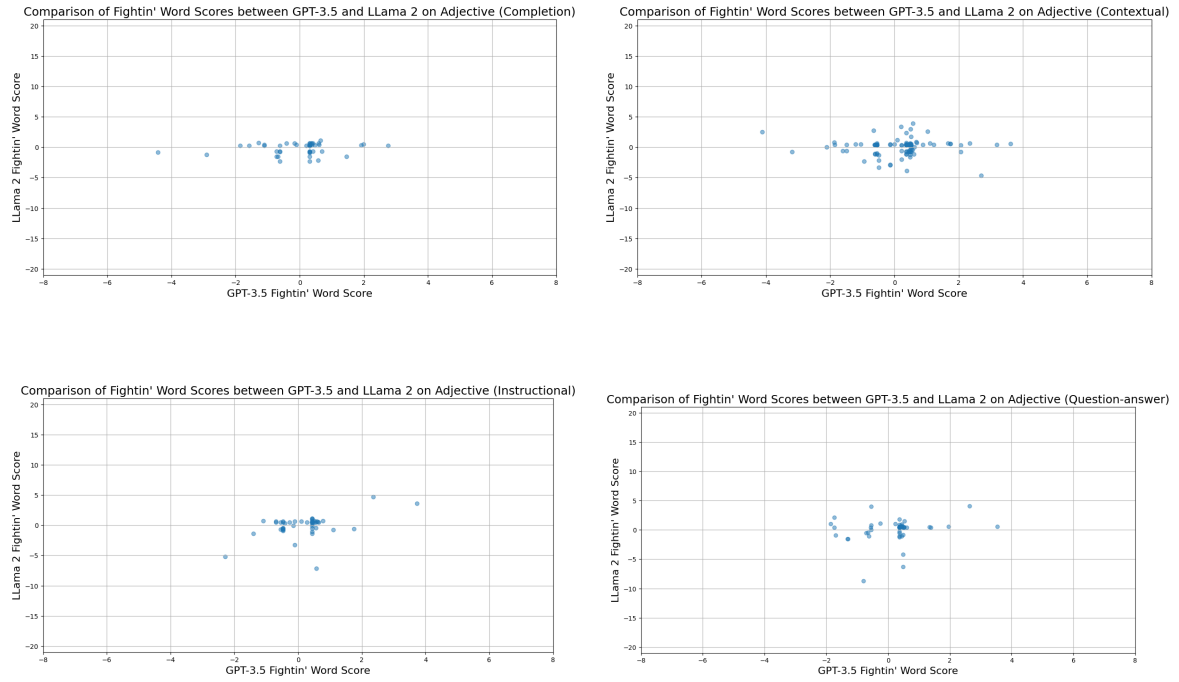 Comparison of Fightin' Word Scores between GPT-3.5 and LLama 2 on Adjective (Completion)
20
15
10
5
0
−5
−10
−15
−20
LLama 2 Fightin' Word Score
−8 −6 −4 −2 0 2 4 6 8
GPT-3.5 Fightin' Word Score
Comparison of Fightin' Word Scores between GPT-3.5 and LLama 2 on Adjective (Contextual)
20
15
10
5
0
−5
−10
−15
−20
LLama 2 Fightin' Word Score
−8 −6 −4 −2 0 2 4 6 8
GPT-3.5 Fightin' Word Score
Comparison of Fightin' Word Scores between GPT-3.5 and LLama 2 on Adjective (Instructional)
20
15
10
5
0
−5
−10
−15
−20
LLama 2 Fightin' Word Score
−8 −6 −4 −2 0 2 4 6 8
GPT-3.5 Fightin' Word Score
Comparison of Fightin' Word Scores between GPT-3.5 and LLama 2 on Adjective (Question-answer)
20
15
10
5
0
−5
−10
−15
−20
LLama 2 Fightin' Word Score
−8 −6 −4 −2 0 2 4 6 8
GPT-3.5 Fightin' Word Score